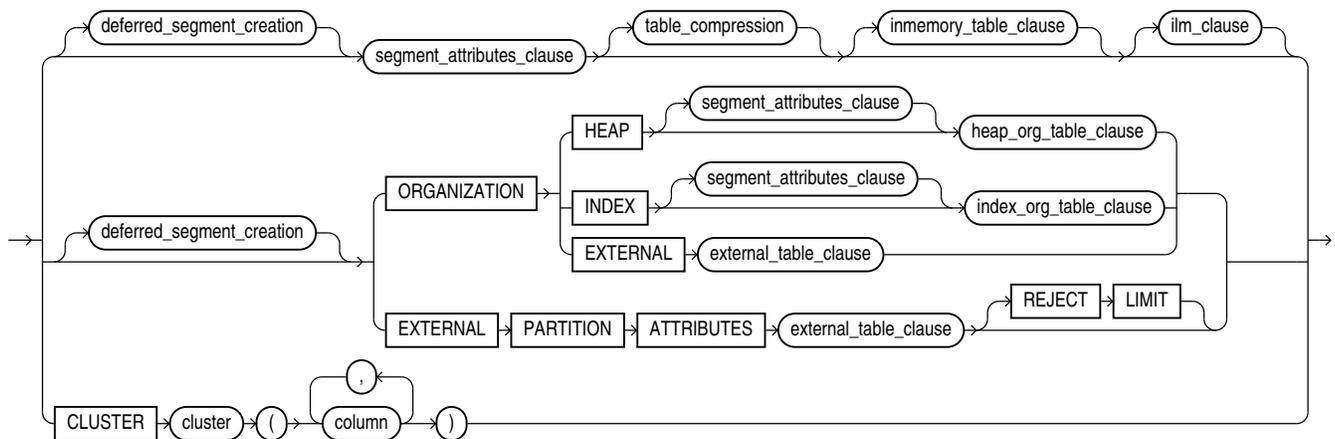 deferred_segment_creation table_compression inmemory_table_clause ilm_clause
segment_attributes_clause
segment_attributes_clause
HEAP heap_org_table_clause
segment_attributes_clause
ORGANIZATION
INDEX index_org_table_clause
deferred_segment_creation
EXTERNAL external_table_clause
REJECT LIMIT
EXTERNAL PARTITION ATTRIBUTES external_table_clause
,
CLUSTER cluster ( column )